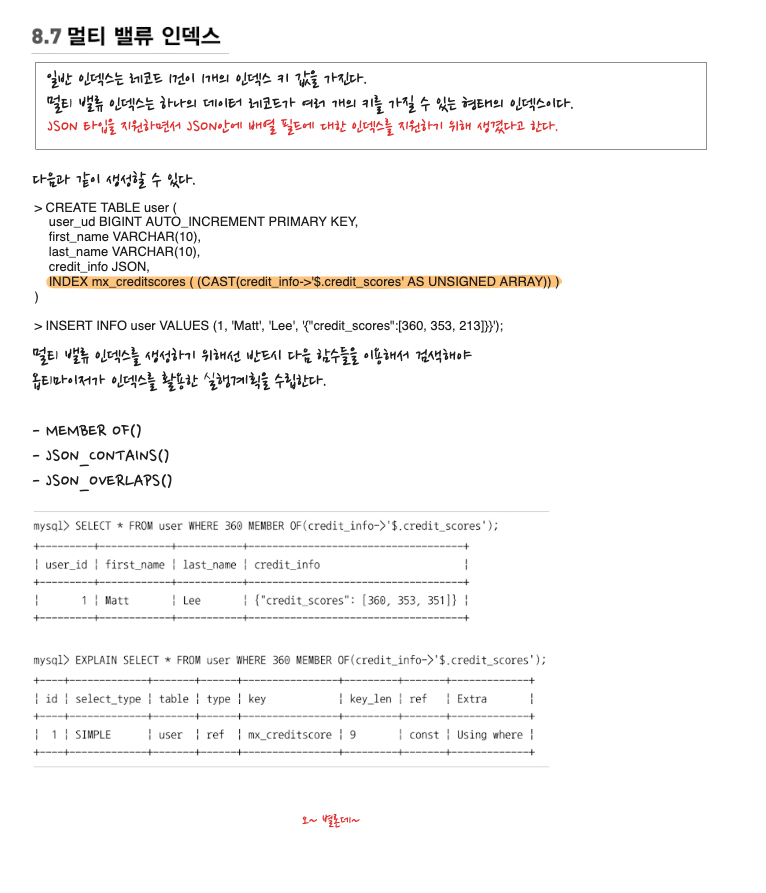 8.7 멀티 밸류 인덱스
일반 인덱스는 레코드 1건이 1개의 인덱스 키 값을 가진다.
멀티 밸류 인덱스는 하나의 데이터 레코드가 여러 개의 키를 가질 수 있는 형태의 인덱스이다.
JSON 타입을 지원하면서 JSON안에 배열 필드에 대한 인덱스를 지원하기 위해 생겼다고 한다.
다음과 같이 생성할 수 있다.
> CREATE TABLE user (
user_ud BIGINT AUTO_INCREMENT PRIMARY KEY,
first_name VARCHAR(10),
last_name VARCHAR(10),
credit_info JSON,
INDEX mx_creditscores ( (CAST(credit_info->'$.credit_scores' AS UNSIGNED ARRAY)) )
)
> INSERT INFO user VALUES (1, 'Matt', 'Lee', '{"credit_scores":[360, 353, 213]}}');
멀티 밸류 인덱스를 생성하기 위해선 반드시 다음 함수들을 이용해서 검색해야
옵티마이저가 인덱스를 활용한 실행계획을 수립한다.
- MEMBER OF()
- JSON_CONTAINS()
- JSON_OVERLAPS()
mysql> SELECT * FROM user WHERE 360 MEMBER OF(credit_info->'$.credit_scores');
+---------+------------+-----------+------------------------------------+
| user_id | first_name | last_name | credit_info                        |
+---------+------------+-----------+------------------------------------+
|       1 | Matt       | Lee       | {"credit_scores": [360, 353, 351]} |
+---------+------------+-----------+------------------------------------+
mysql> EXPLAIN SELECT * FROM user WHERE 360 MEMBER OF(credit_info->'$.credit_scores');
+----+-------------+-------+------+----------------+---------+-------+-------------+
| id | select_type | table | type | key            | key_len | ref   | Extra       |
+----+-------------+-------+------+----------------+---------+-------+-------------+
|  1 | SIMPLE      | user  | ref  | mx_creditscore | 9       | const | Using where |
+----+-------------+-------+------+----------------+---------+-------+-------------+
오~ 별론데~